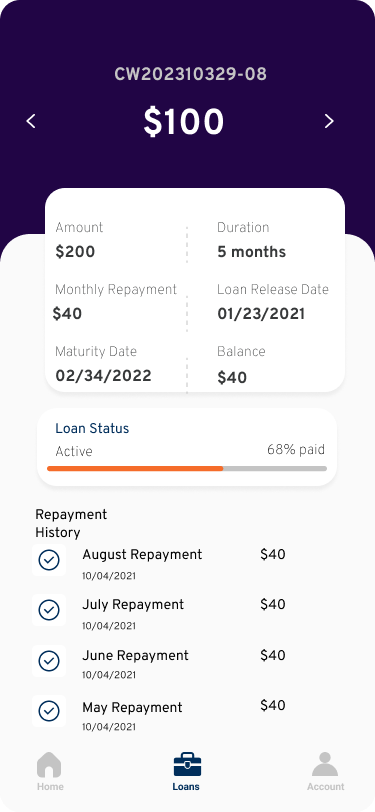 CW202310329-08
$100
Amount
Duration
$200
5 months
Monthly Repayment
Loan Release Date
$40
01/23/2021
Maturity Date
Balance
02/34/2022
$40
Loan Status
Active
68% paid
Repayment
History
August Repayment
$40
10/04/2021
July Repayment
$40
10/04/2021
June Repayment
$40
10/04/2021
May Repayment
$40
10/04/2021
Home
Loans
Account